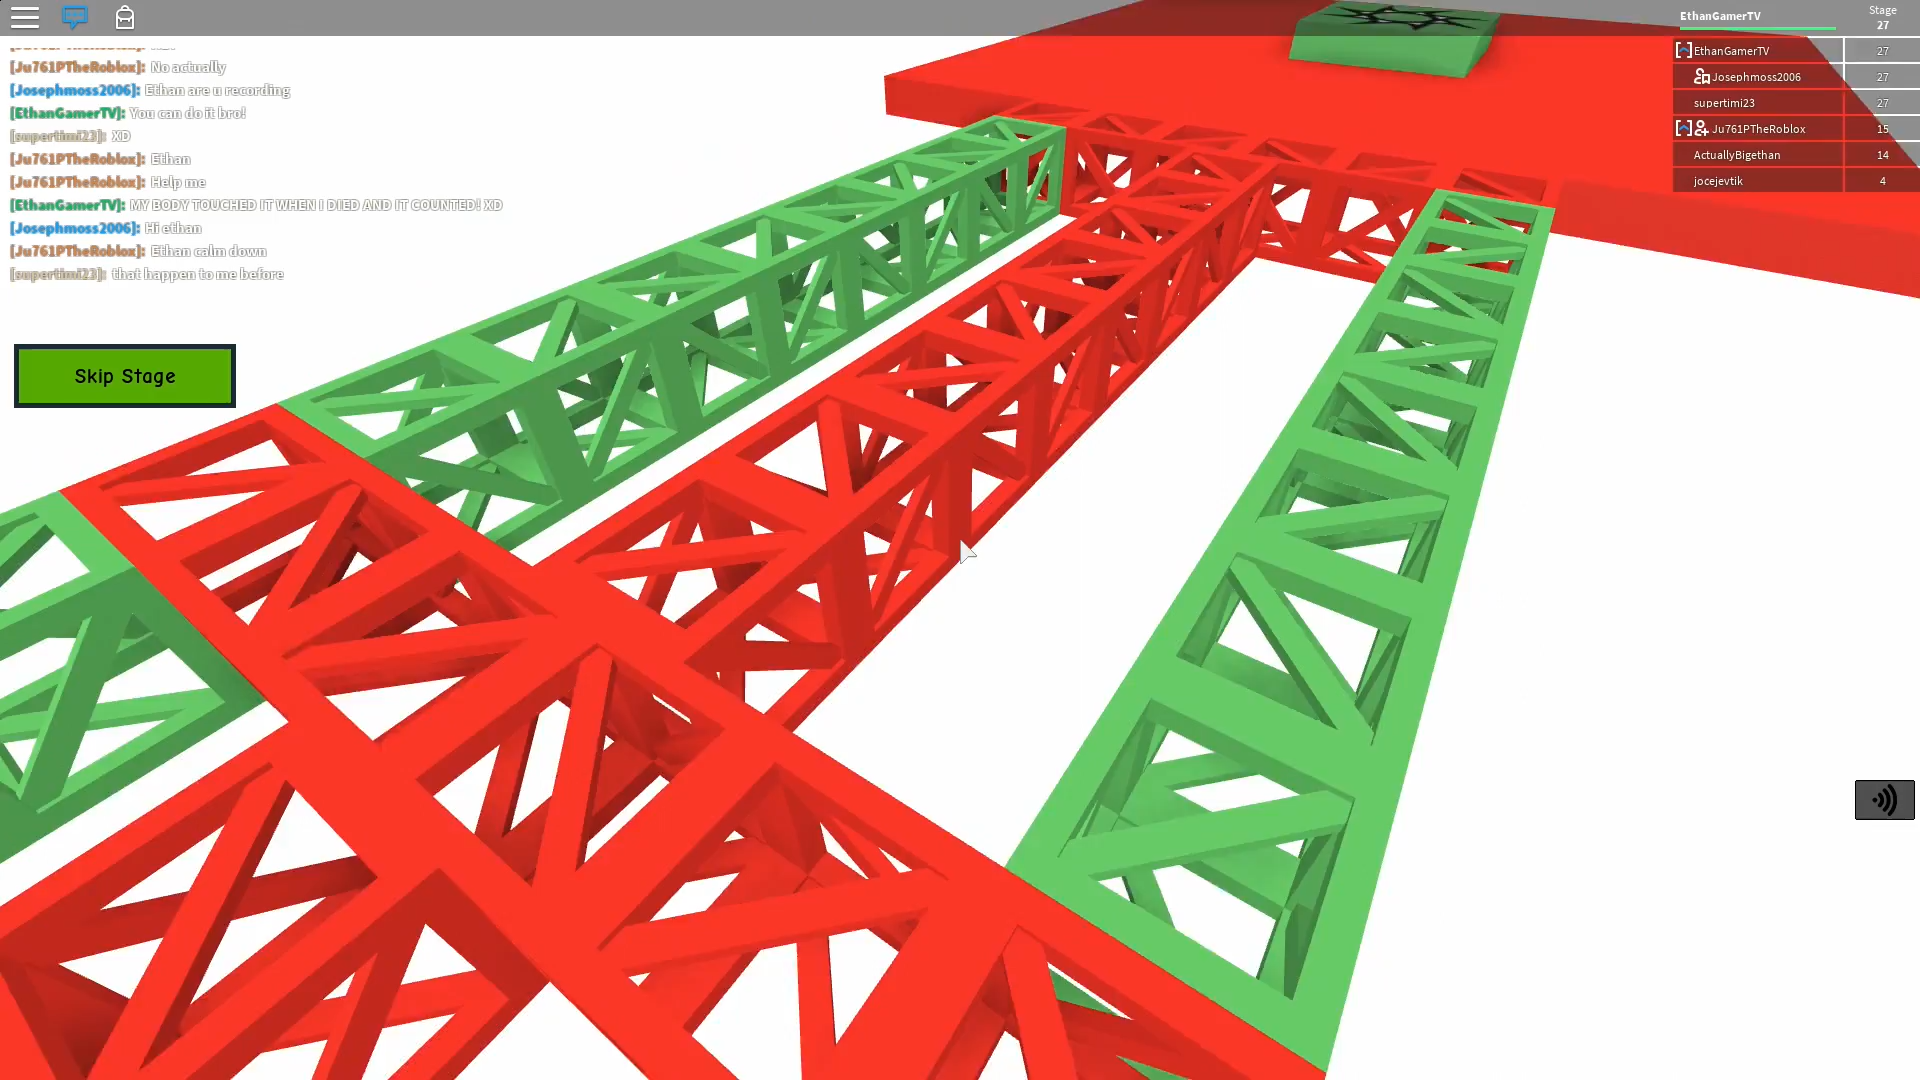 [Ju761PTheRoblox]: No actually
[Josephmoss2006]: Ethan are u recording
[EthanGamerTV]: You can do it bro!
[supertimi23]: XD
[Ju761PTheRoblox]: Ethan
[Ju761PTheRoblox]: Help me
[EthanGamerTV]: MY BODY TOUCHED IT WHEN I DIED AND IT COUNTED! XD
[Josephmoss2006]: Hi ethan
[Ju761PTheRoblox]: Ethan calm down
[supertimi23]: that happen to me before
Skip Stage
EthanGamerTV Stage
27
EthanGamerTV 27
Josephmoss2006 27
supertimi23 27
Ju761PTheRoblox 15
ActuallyBigethan 14
jocejevtik 4